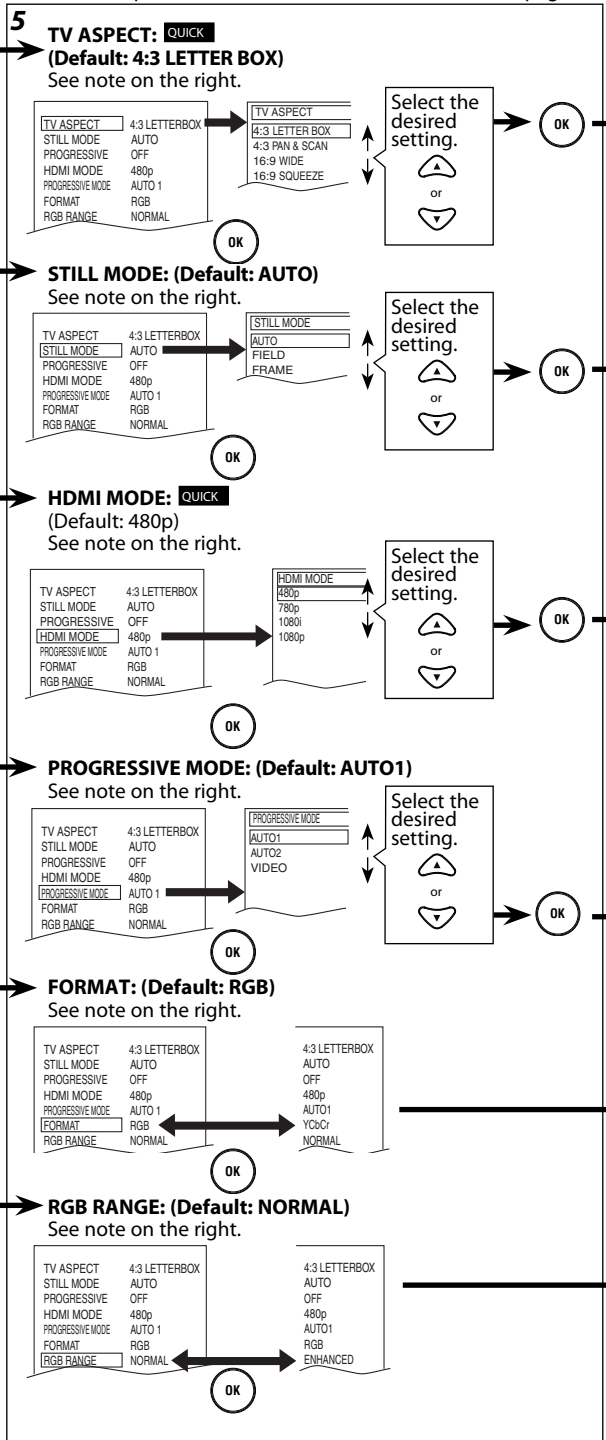 5
TV ASPECT: QUICK
(Default: 4:3 LETTER BOX)
See note on the right.
TV ASPECT 4:3 LETTERBOX
STILL MODE AUTO
PROGRESSIVE OFF
HDMI MODE 480p
PROGRESSIVE MODE AUTO 1
FORMAT RGB
RGB RANGE NORMAL
TV ASPECT
4:3 LETTER BOX
4:3 PAN & SCAN
16:9 WIDE
16:9 SQUEEZE
Select the
desired
setting.
or
OK
OK
STILL MODE: (Default: AUTO)
See note on the right.
TV ASPECT 4:3 LETTERBOX
STILL MODE AUTO
PROGRESSIVE OFF
HDMI MODE 480p
PROGRESSIVE MODE AUTO 1
FORMAT RGB
RGB RANGE NORMAL
STILL MODE
AUTO
FIELD
FRAME
Select the
desired
setting.
or
OK
OK
HDMI MODE: QUICK
(Default: 480p)
See note on the right.
TV ASPECT 4:3 LETTERBOX
STILL MODE AUTO
PROGRESSIVE OFF
HDMI MODE 480p
PROGRESSIVE MODE AUTO 1
FORMAT RGB
RGB RANGE NORMAL
HDMI MODE
480p
780p
1080i
1080p
Select the
desired
setting.
or
OK
OK
PROGRESSIVE MODE: (Default: AUTO1)
See note on the right.
TV ASPECT 4:3 LETTERBOX
STILL MODE AUTO
PROGRESSIVE OFF
HDMI MODE 480p
PROGRESSIVE MODE AUTO 1
FORMAT RGB
RGB RANGE NORMAL
PROGRESSIVE MODE
AUTO1
AUTO2
VIDEO
Select the
desired
setting.
or
OK
OK
FORMAT: (Default: RGB)
See note on the right.
TV ASPECT 4:3 LETTERBOX
STILL MODE AUTO
PROGRESSIVE OFF
HDMI MODE 480p
PROGRESSIVE MODE AUTO 1
FORMAT RGB
RGB RANGE NORMAL
4:3 LETTERBOX
AUTO
OFF
480p
AUTO1
YCbCr
NORMAL
OK
RGB RANGE: (Default: NORMAL)
See note on the right.
TV ASPECT 4:3 LETTERBOX
STILL MODE AUTO
PROGRESSIVE OFF
HDMI MODE 480p
PROGRESSIVE MODE AUTO 1
FORMAT RGB
RGB RANGE NORMAL
4:3 LETTERBOX
AUTO
OFF
480p
AUTO1
RGB
ENHANCED
OK